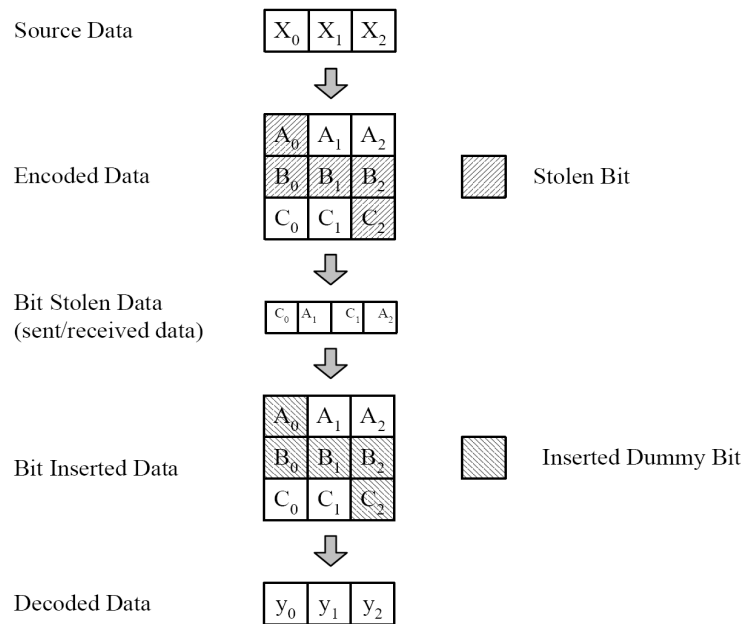 Source Data
X0 X1 X2
A0 A1 A2
Encoded Data
B0 B1 B2
Stolen Bit
C0 C1 C2
Bit Stolen Data
(sent/received data)
C0 A1 C1 A2
A0 A1 A2
Bit Inserted Data
B0 B1 B2
Inserted Dummy Bit
C0 C1 C2
Decoded Data
y0 y1 y2